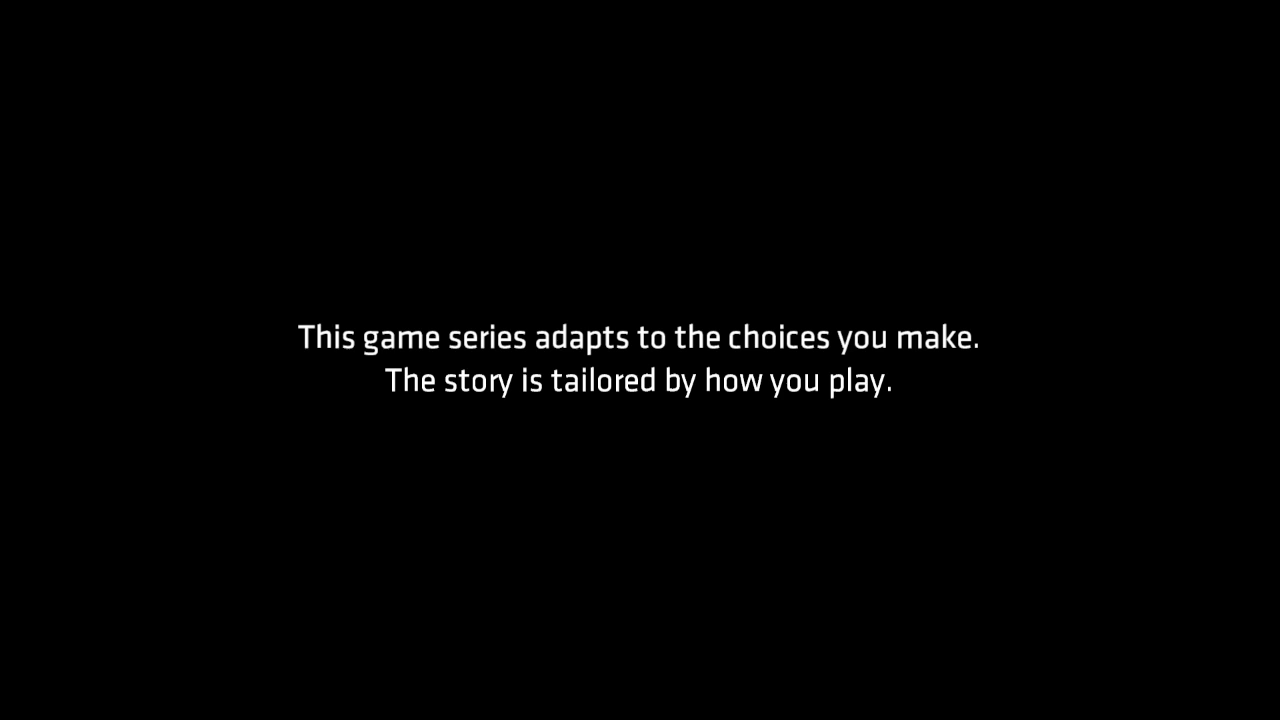 This game series adapts to the choices you make.
The story is tailored by how you play.